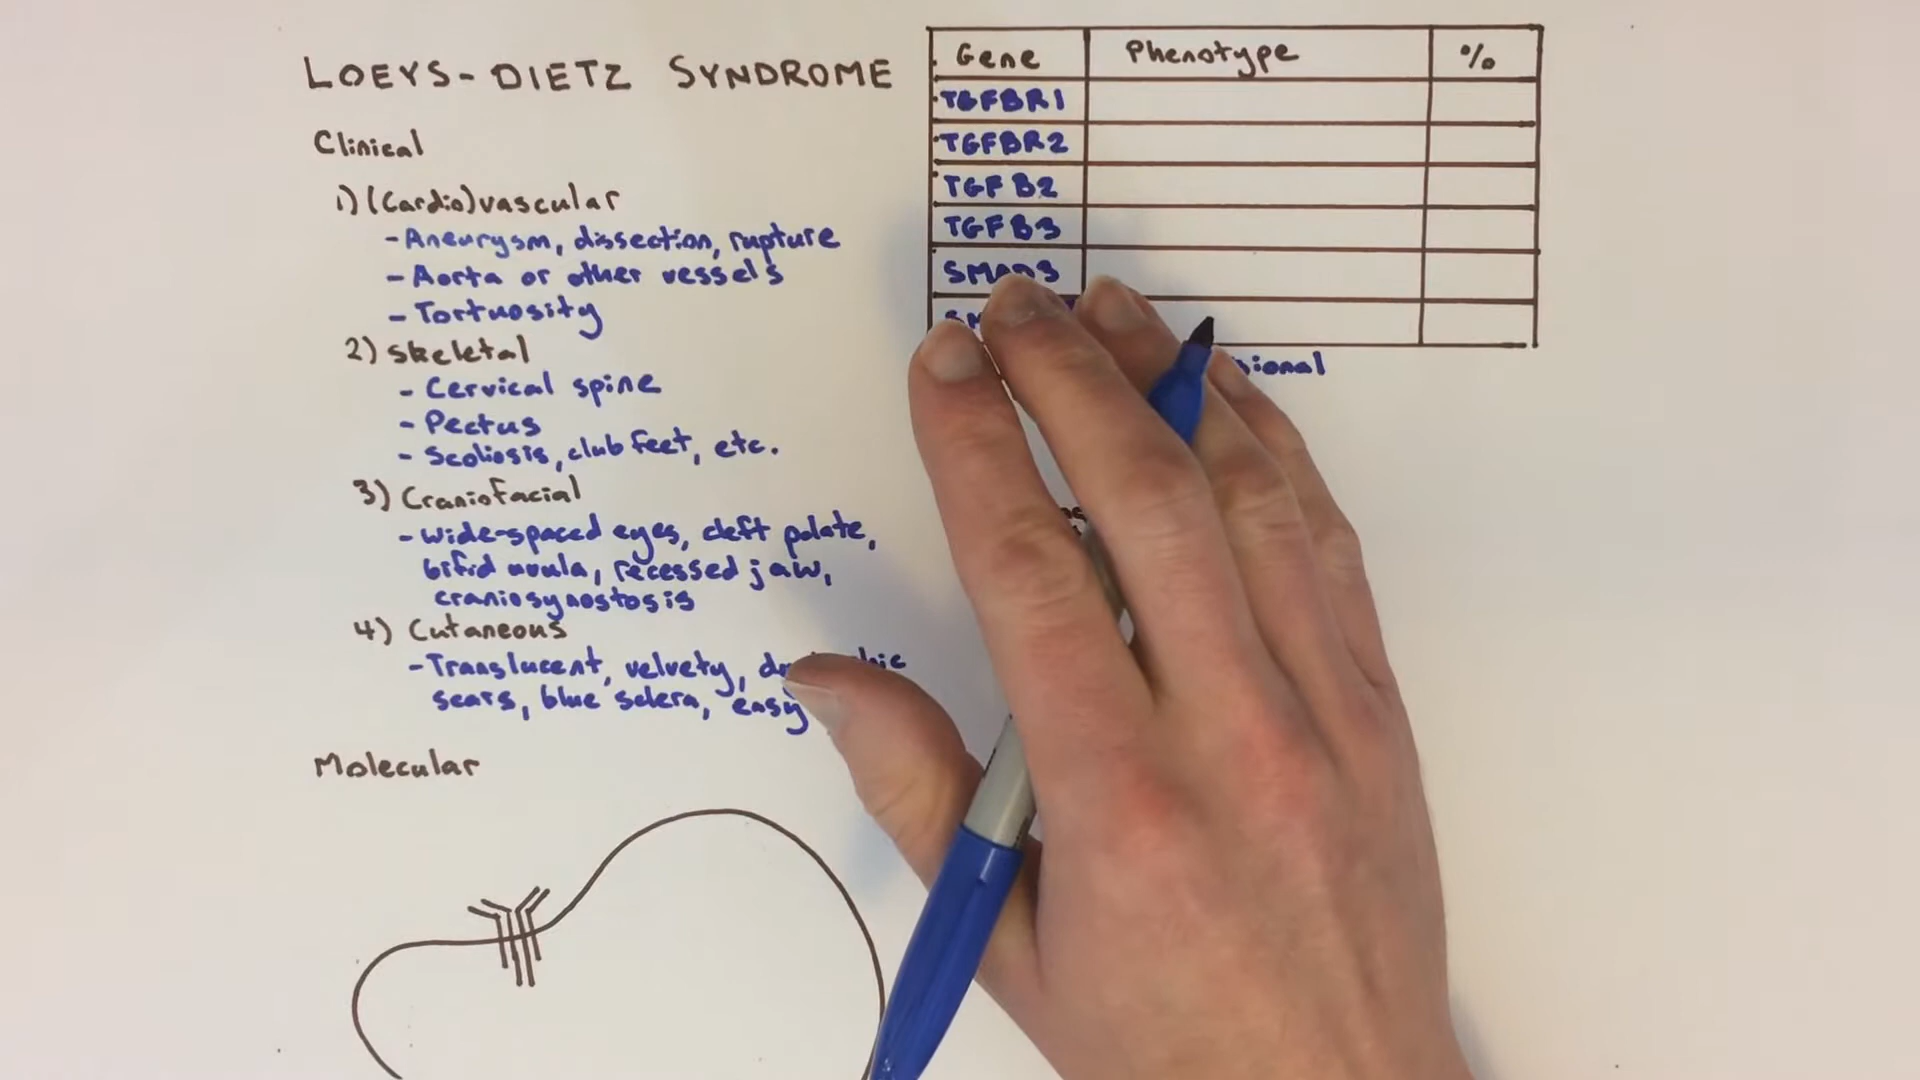 LOEYS-DIETZ SYNDROME
Clinical
1) (Cardio)vascular
- Aneurysm, dissection, rupture
- Aorta or other vessels
- Tortuosity
2) Skeletal
- Cervical spine
- Pectus
- Scoliosis, club feet, etc.
3) Craniofacial
- Wide-spaced eyes, cleft palate,
bifid uvula, recessed jaw,
craniosynostosis
4) Cutaneous
- Translucent, velvety,
scars, blue sclera, easy
Molecular
Gene Phenotype %
TGFBR1
TGFBR2
TGFB2
TGFB3
SMAD3